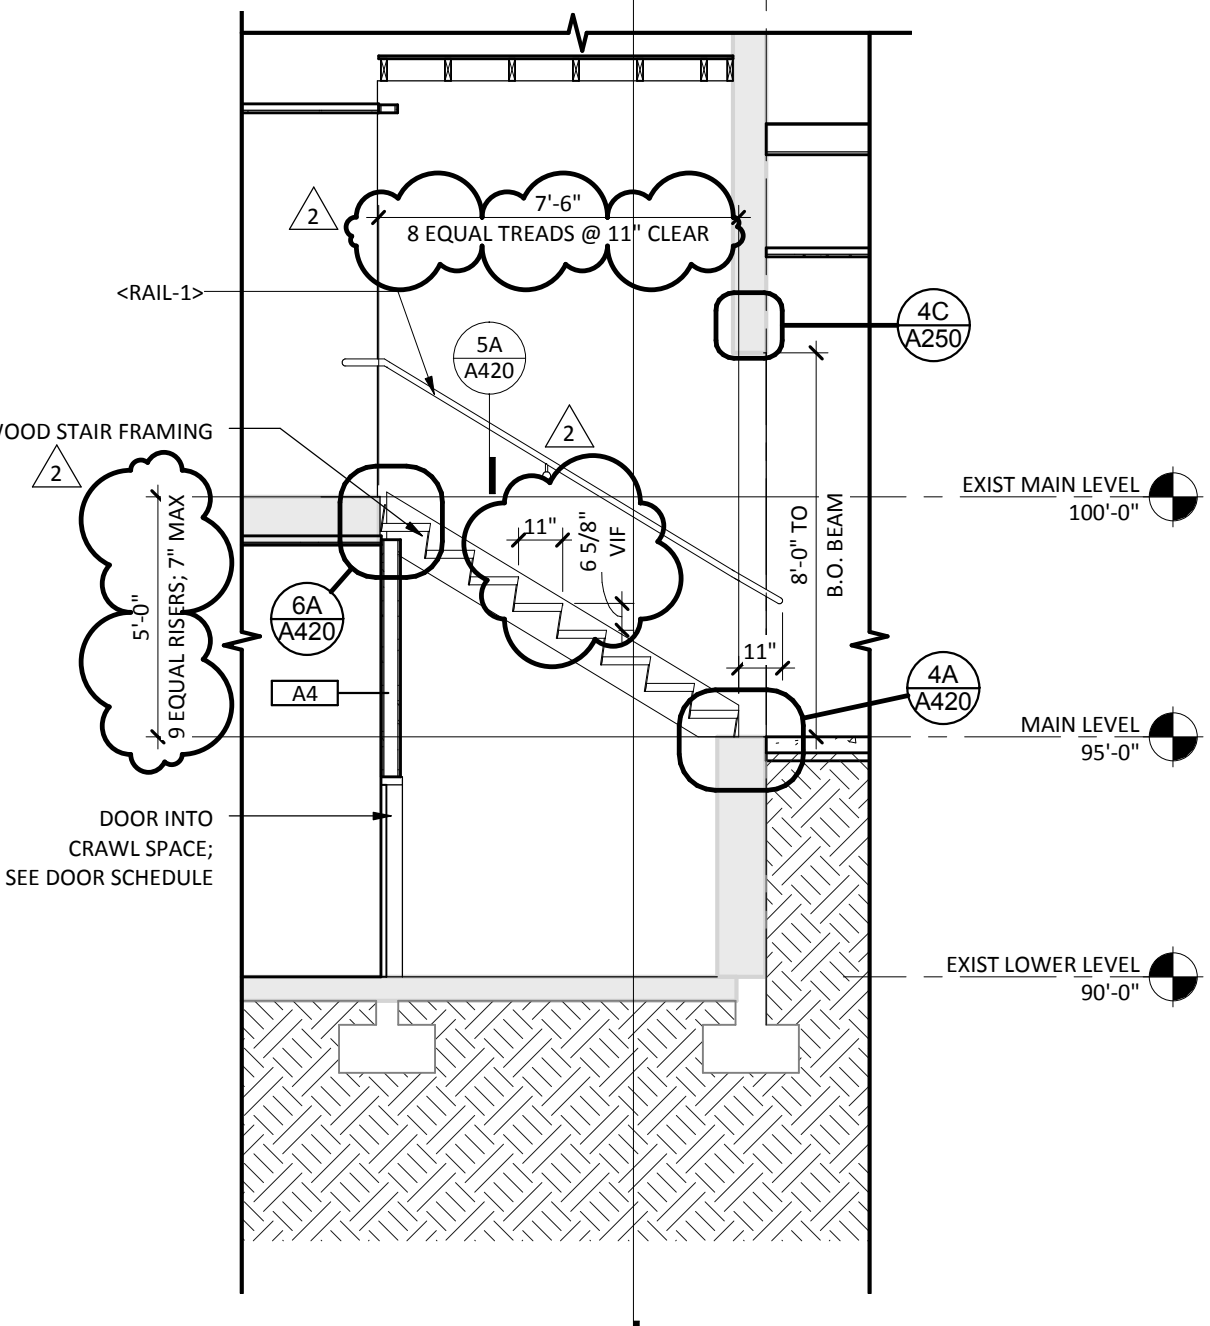 7'-6"
2
8 EQUAL TREADS @ 11" CLEAR
<RAIL-1>
4C
A250
5A
A420
2
WOOD STAIR FRAMING
2
EXIST MAIN LEVEL
100'-0"
5'-0"
9 EQUAL RISERS; 7" MAX
11"
6 5/8"
VIF
8'-0" TO
B.O. BEAM
6A
A420
11"
A4
4A
A420
MAIN LEVEL
95'-0"
DOOR INTO
CRAWL SPACE;
SEE DOOR SCHEDULE
EXIST LOWER LEVEL
90'-0"